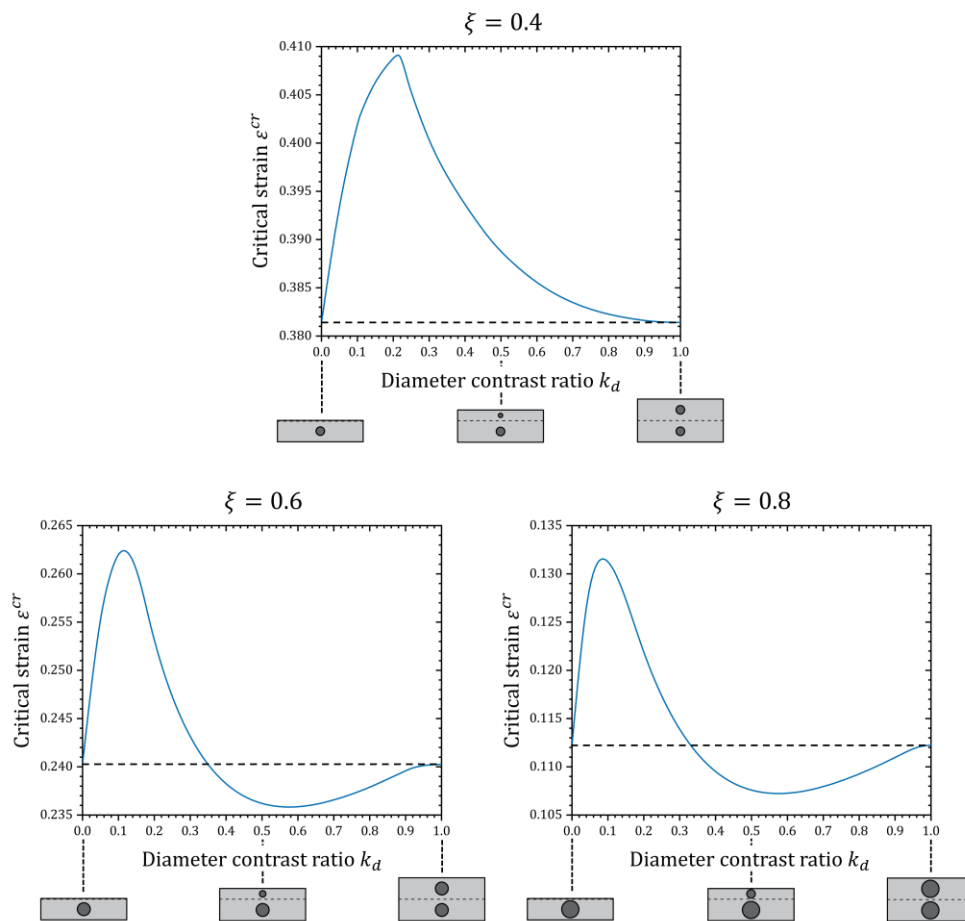 ξ = 0.4
Critical strain ε^cr
0.410
0.405
0.400
0.395
0.390
0.385
0.380
0.0 0.1 0.2 0.3 0.4 0.5 0.6 0.7 0.8 0.9 1.0
Diameter contrast ratio k_d
ξ = 0.6
Critical strain ε^cr
0.265
0.260
0.255
0.250
0.245
0.240
0.235
0.0 0.1 0.2 0.3 0.4 0.5 0.6 0.7 0.8 0.9 1.0
Diameter contrast ratio k_d
ξ = 0.8
Critical strain ε^cr
0.135
0.130
0.125
0.120
0.115
0.110
0.105
0.0 0.1 0.2 0.3 0.4 0.5 0.6 0.7 0.8 0.9 1.0
Diameter contrast ratio k_d